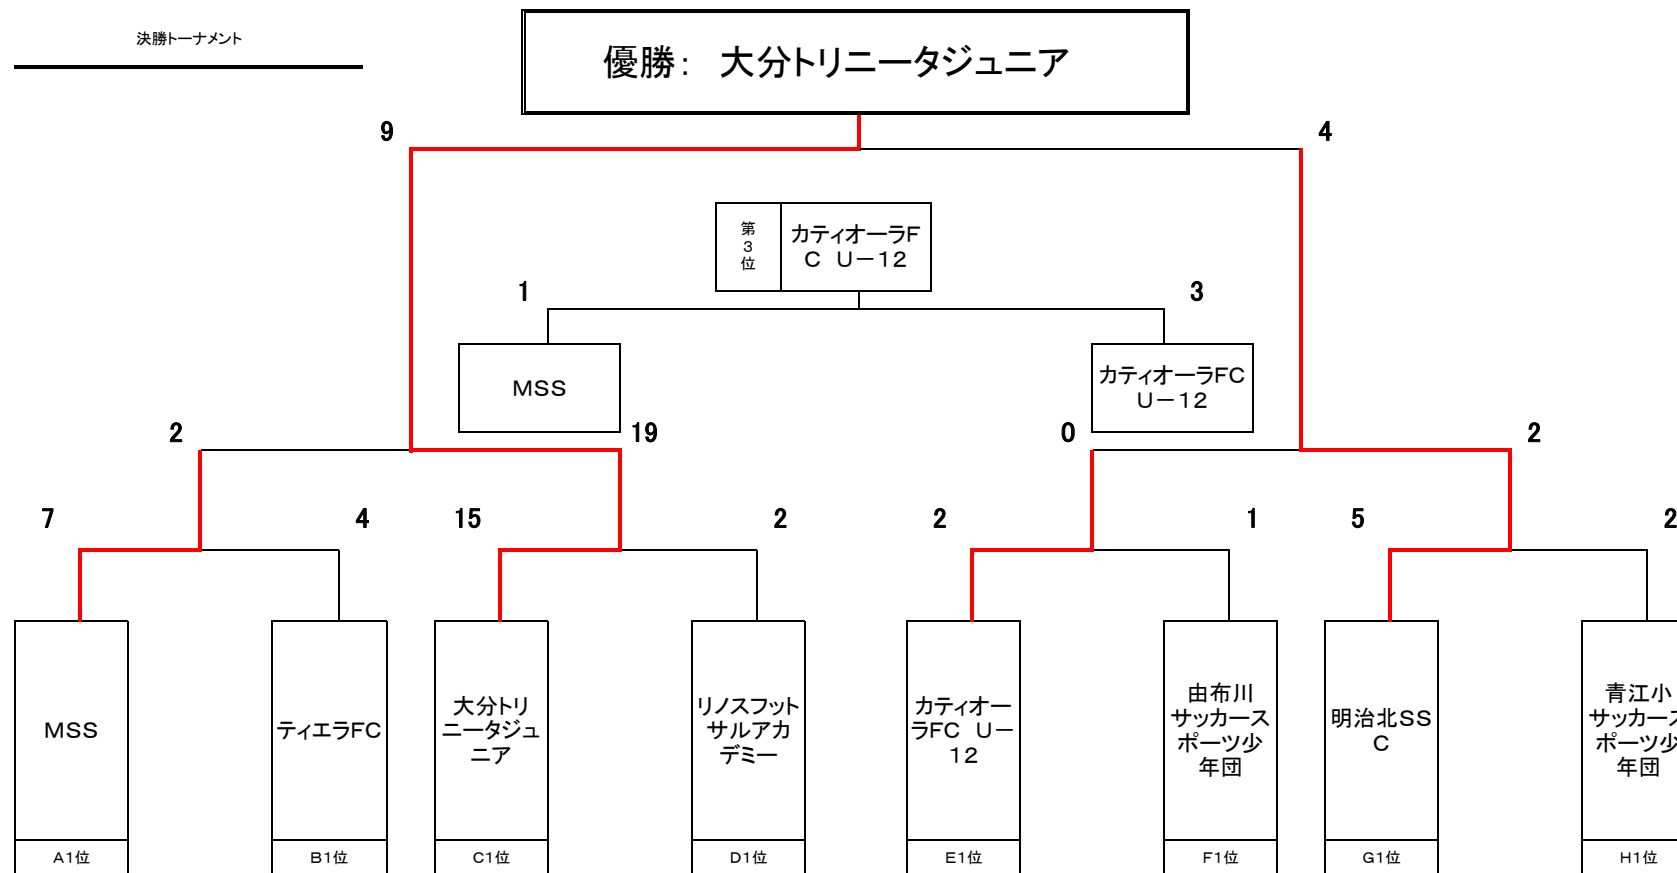 決勝トーナメント
優勝： 大分トリニータジュニア
9
4
第
3
位
カティオーラF
C U－12
1
3
MSS
カティオーラFC
U－12
2
19
0
2
7
4
15
2
2
1
5
2
MSS
ティエラFC
大分トリ
ニータジュ
ニア
リノスフット
サルアカ
デミー
カティオー
ラFC U－
12
由布川
サッカース
ポーツ少
年団
明治北SS
C
青江小
サッカース
ポーツ少
年団
A1位
B1位
C1位
D1位
E1位
F1位
G1位
H1位